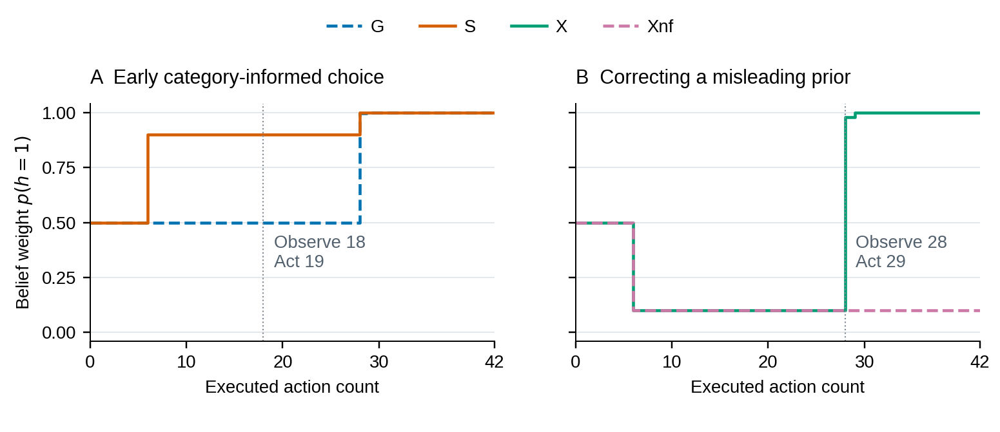 G S X Xnf
A Early category-informed choice
B Correcting a misleading prior
Belief weight p(h = 1)
1.00
0.75
0.50
0.25
0.00
Observe 18
Act 19
0 10 20 30 42
Executed action count
Observe 28
Act 29
0 10 20 30 42
Executed action count